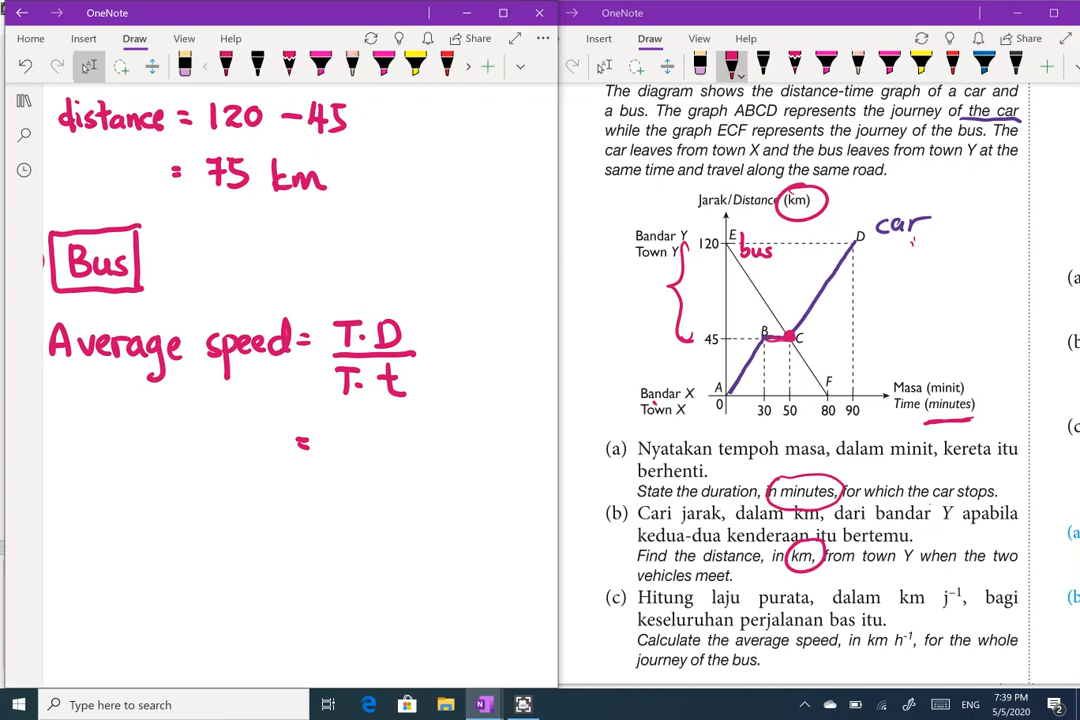 OneNote
Home Insert Draw View Help Share
distance = 120 - 45
= 75 km
Bus
Average speed = T. D
T. t
=
OneNote
Insert Draw View Help Share
The diagram shows the distance-time graph of a car and
a bus. The graph ABCD represents the journey of the car
while the graph ECF represents the journey of the bus. The
car leaves from town X and the bus leaves from town Y at the
same time and travel along the same road.
Jarak/Distance (km)
car
Bandar Y
Town Y
120
E
bus
D
45
B
C
Bandar X
Town X
A
0
F
30 50 80 90
Masa (minit)
Time (minutes)
(a) Nyatakan tempoh masa, dalam minit, kereta itu
berhenti.
State the duration, in minutes, for which the car stops.
(b) Cari jarak, dalam km, dari bandar Y apabila
kedua-dua kenderaan itu bertemu.
Find the distance, in km, from town Y when the two
vehicles meet.
(c) Hitung laju purata, dalam km j⁻¹, bagi
keseluruhan perjalanan bas itu.
Calculate the average speed, in km h⁻¹, for the whole
journey of the bus.
(a
(b
(c
(a
(b
Type here to search
ENG
7:39 PM
5/5/2020
2